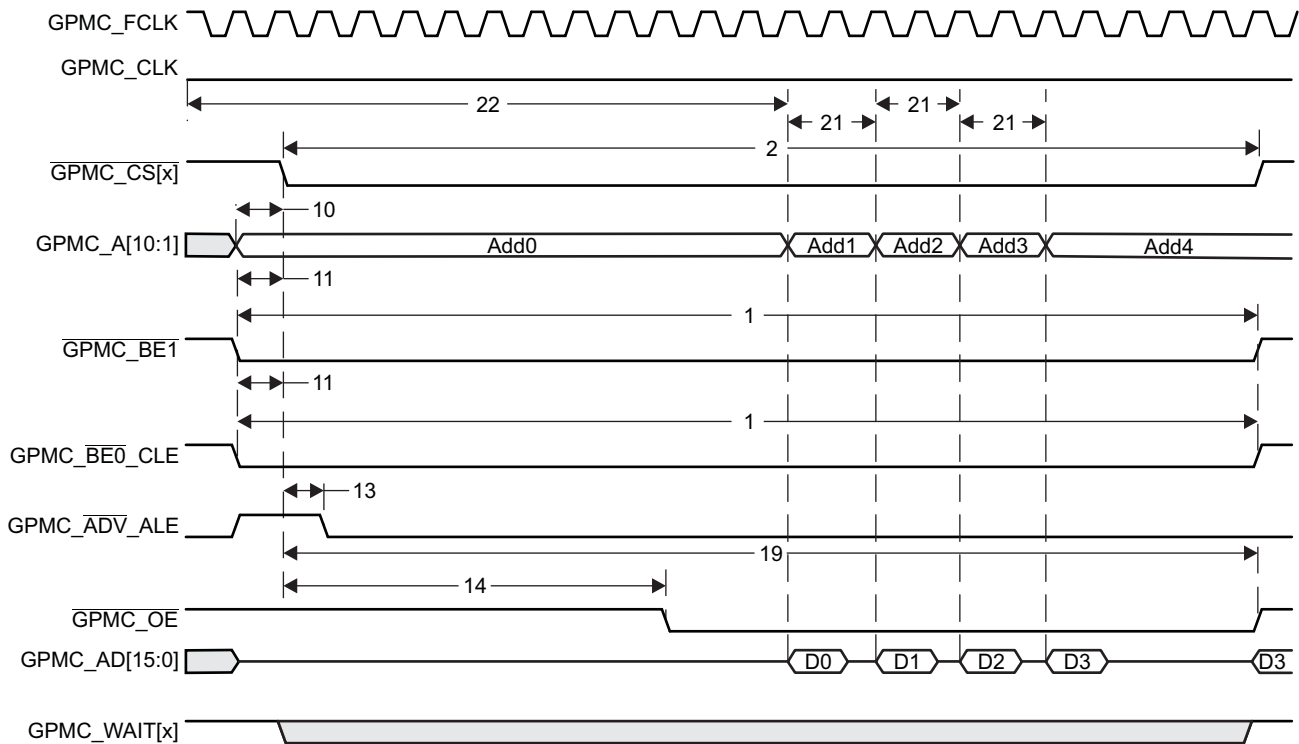 GPMC_FCLK
GPMC_CLK
22
21
21
21
2
GPMC_CS[x]
10
GPMC_A[10:1] Add0 Add1 Add2 Add3 Add4
11
1
GPMC_BE1
11
1
GPMC_BE0_CLE
13
GPMC_ADV_ALE
19
14
GPMC_OE
GPMC_AD[15:0] D0 D1 D2 D3 D3
GPMC_WAIT[x]